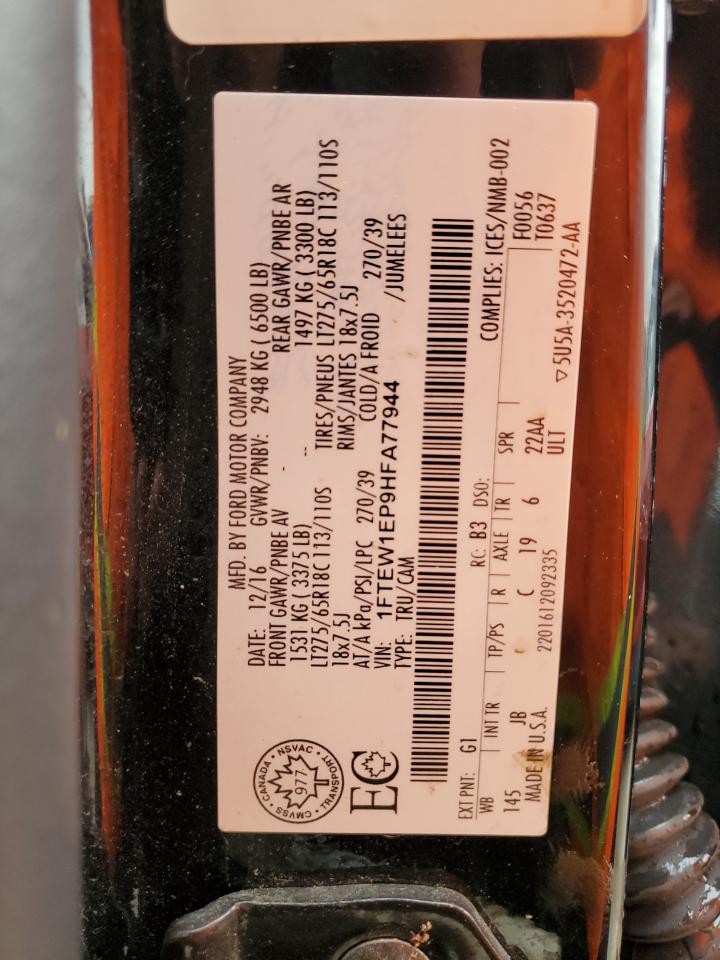 MFD. BY FORD MOTOR COMPANY
DATE: 12/16 GVWR/PNBV: 2948 KG ( 6500 LB)
FRONT GAWR/PNBE AV REAR GAWR/PNBE AR
1531 KG ( 3375 LB) 1497 KG ( 3300 LB)
LT275/65R18C 113/110S TIRES/PNEUS LT275/65R18C 113/110S
18x7.5J RIMS/JANTES 18x7.5J
AT/A kPa/PSI/LPC 270/39 COLD/A FROID 270/39
VIN: 1FTEW1EP9HFA77944 /JUMELEES
TYPE: TRU/CAM
CANADA • NSVAC • TRANSPORT • CMVSS •
977
EC
COMPLIES: ICES/NMB-002
EXT PNT: G1 RC: B3 DSO: F0056
T0637
WB INT TR TP/PS R AXLE TR SPR
145 JB C 19 6 22AA
ULT
MADE IN U.S.A. 2201612092335 ▽ 5U5A-3520472-AA